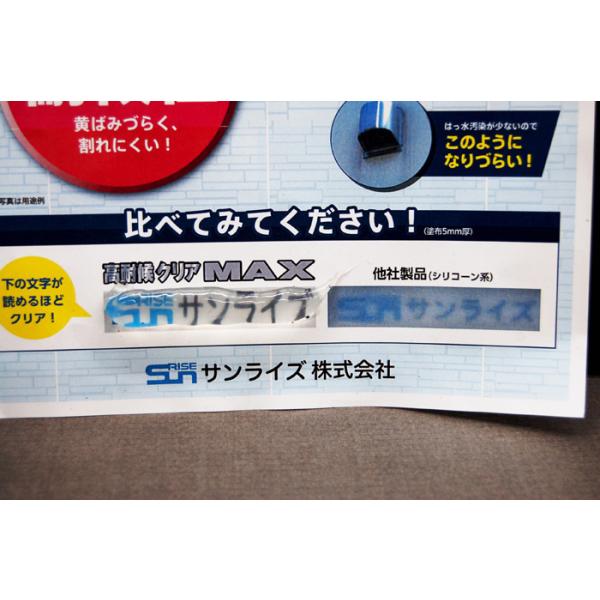 黄ばみづらく、
割れにくい！
はっ水汚染が少ないので
このように
なりづらい！
写真は用途例
比べてみてください！(塗布5mm厚)
下の文字が
読めるほど
クリア！
高耐候クリアMAX
SUNRISE サンライズ
他社製品(シリコーン系)
SUN サンライズ
SUNRISE サンライズ 株式会社